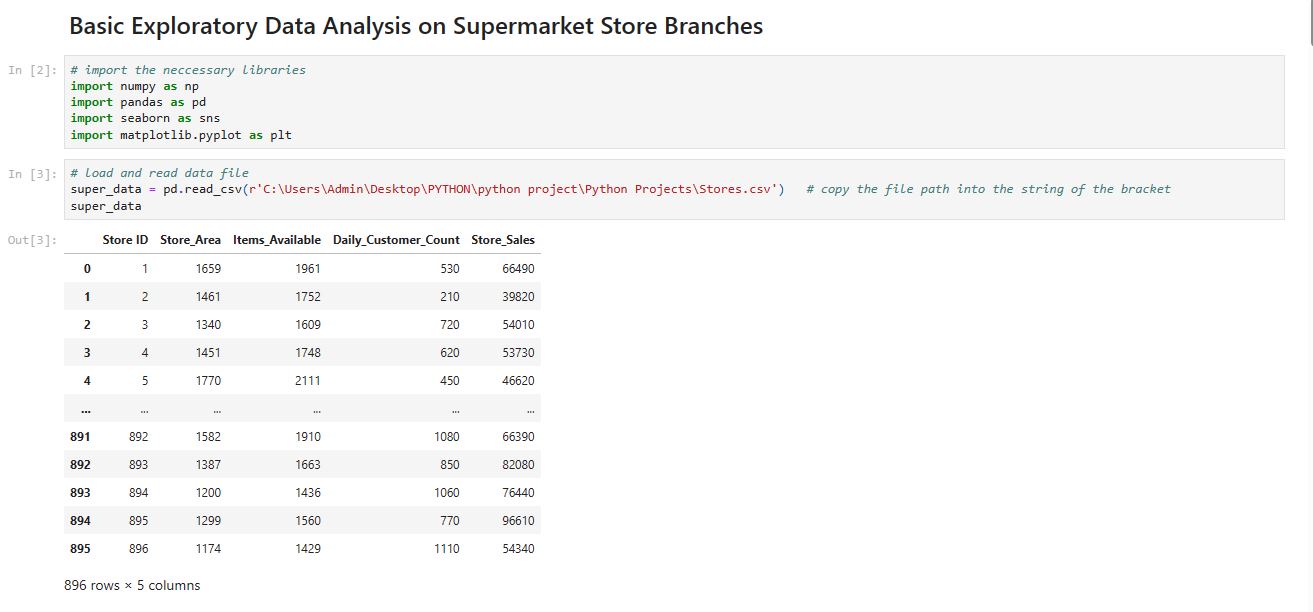 Basic Exploratory Data Analysis on Supermarket Store Branches
In [2]: # import the neccessary libraries
import numpy as np
import pandas as pd
import seaborn as sns
import matplotlib.pyplot as plt
In [3]: # load and read data file
super_data = pd.read_csv(r'C:\Users\Admin\Desktop\PYTHON\python project\Python Projects\Stores.csv') # copy the file path into the string of the bracket
super_data
Out[3]: Store ID Store_Area Items_Available Daily_Customer_Count Store_Sales
0 1 1659 1961 530 66490
1 2 1461 1752 210 39820
2 3 1340 1609 720 54010
3 4 1451 1748 620 53730
4 5 1770 2111 450 46620
... ... ... ... ... ...
891 892 1582 1910 1080 66390
892 893 1387 1663 850 82080
893 894 1200 1436 1060 76440
894 895 1299 1560 770 96610
895 896 1174 1429 1110 54340
896 rows × 5 columns